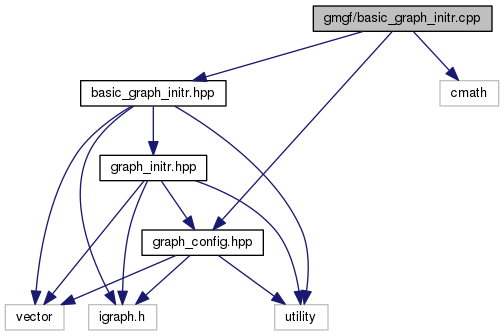 gmgf/basic_graph_initr.cpp
basic_graph_initr.hpp
cmath
graph_initr.hpp
graph_config.hpp
vector
igraph.h
utility